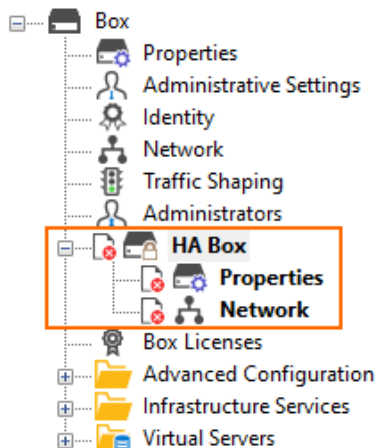 Box
Properties
Administrative Settings
Identity
Network
Traffic Shaping
Administrators
HA Box
Properties
Network
Box Licenses
Advanced Configuration
Infrastructure Services
Virtual Servers